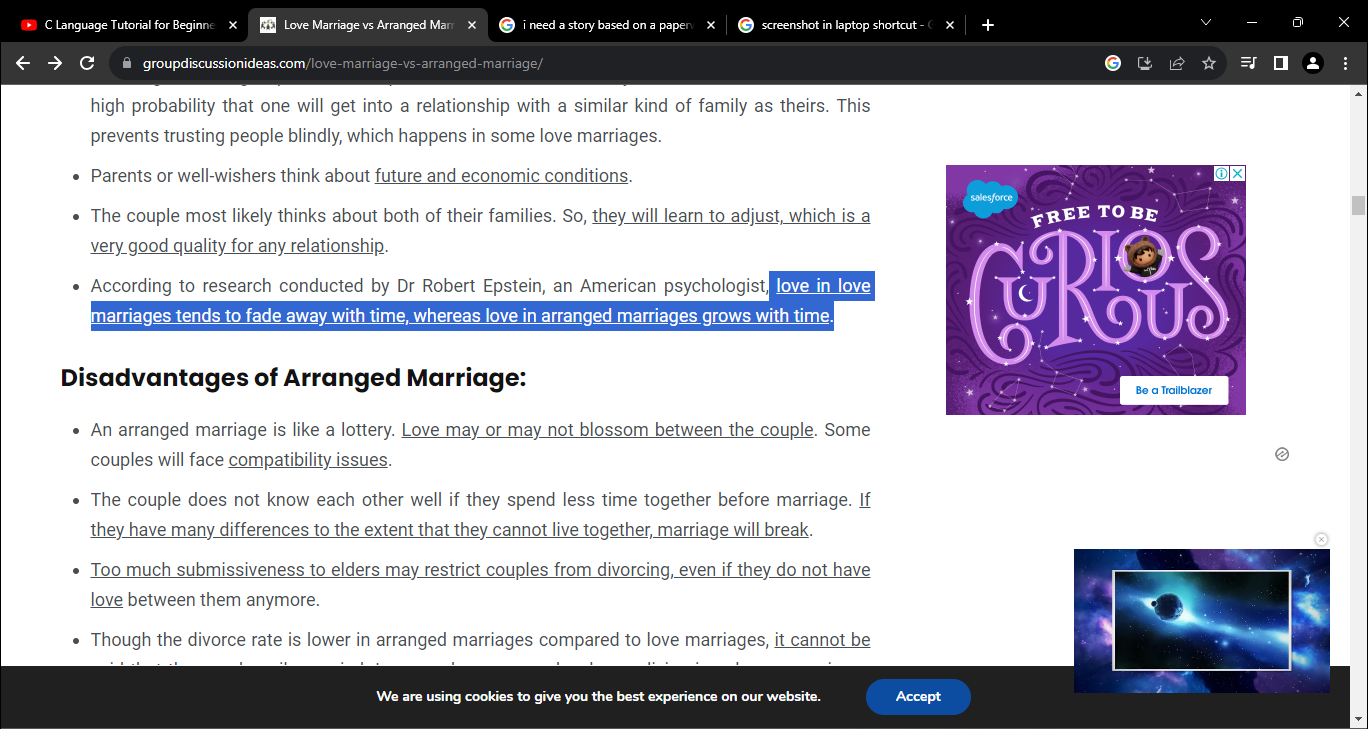 C Language Tutorial for Beginne
Love Marriage vs Arranged Marr
i need a story based on a paperw
screenshot in laptop shortcut - G
groupdiscussionideas.com/love-marriage-vs-arranged-marriage/
high probability that one will get into a relationship with a similar kind of family as theirs. This
prevents trusting people blindly, which happens in some love marriages.
Parents or well-wishers think about future and economic conditions.
The couple most likely thinks about both of their families. So, they will learn to adjust, which is a
very good quality for any relationship.
According to research conducted by Dr Robert Epstein, an American psychologist, love in love
marriages tends to fade away with time, whereas love in arranged marriages grows with time.
Disadvantages of Arranged Marriage:
An arranged marriage is like a lottery. Love may or may not blossom between the couple. Some
couples will face compatibility issues.
The couple does not know each other well if they spend less time together before marriage. If
they have many differences to the extent that they cannot live together, marriage will break.
Too much submissiveness to elders may restrict couples from divorcing, even if they do not have
love between them anymore.
Though the divorce rate is lower in arranged marriages compared to love marriages, it cannot be
salesforce
FREE TO BE
CURIOUS
Be a Trailblazer
We are using cookies to give you the best experience on our website.
Accept